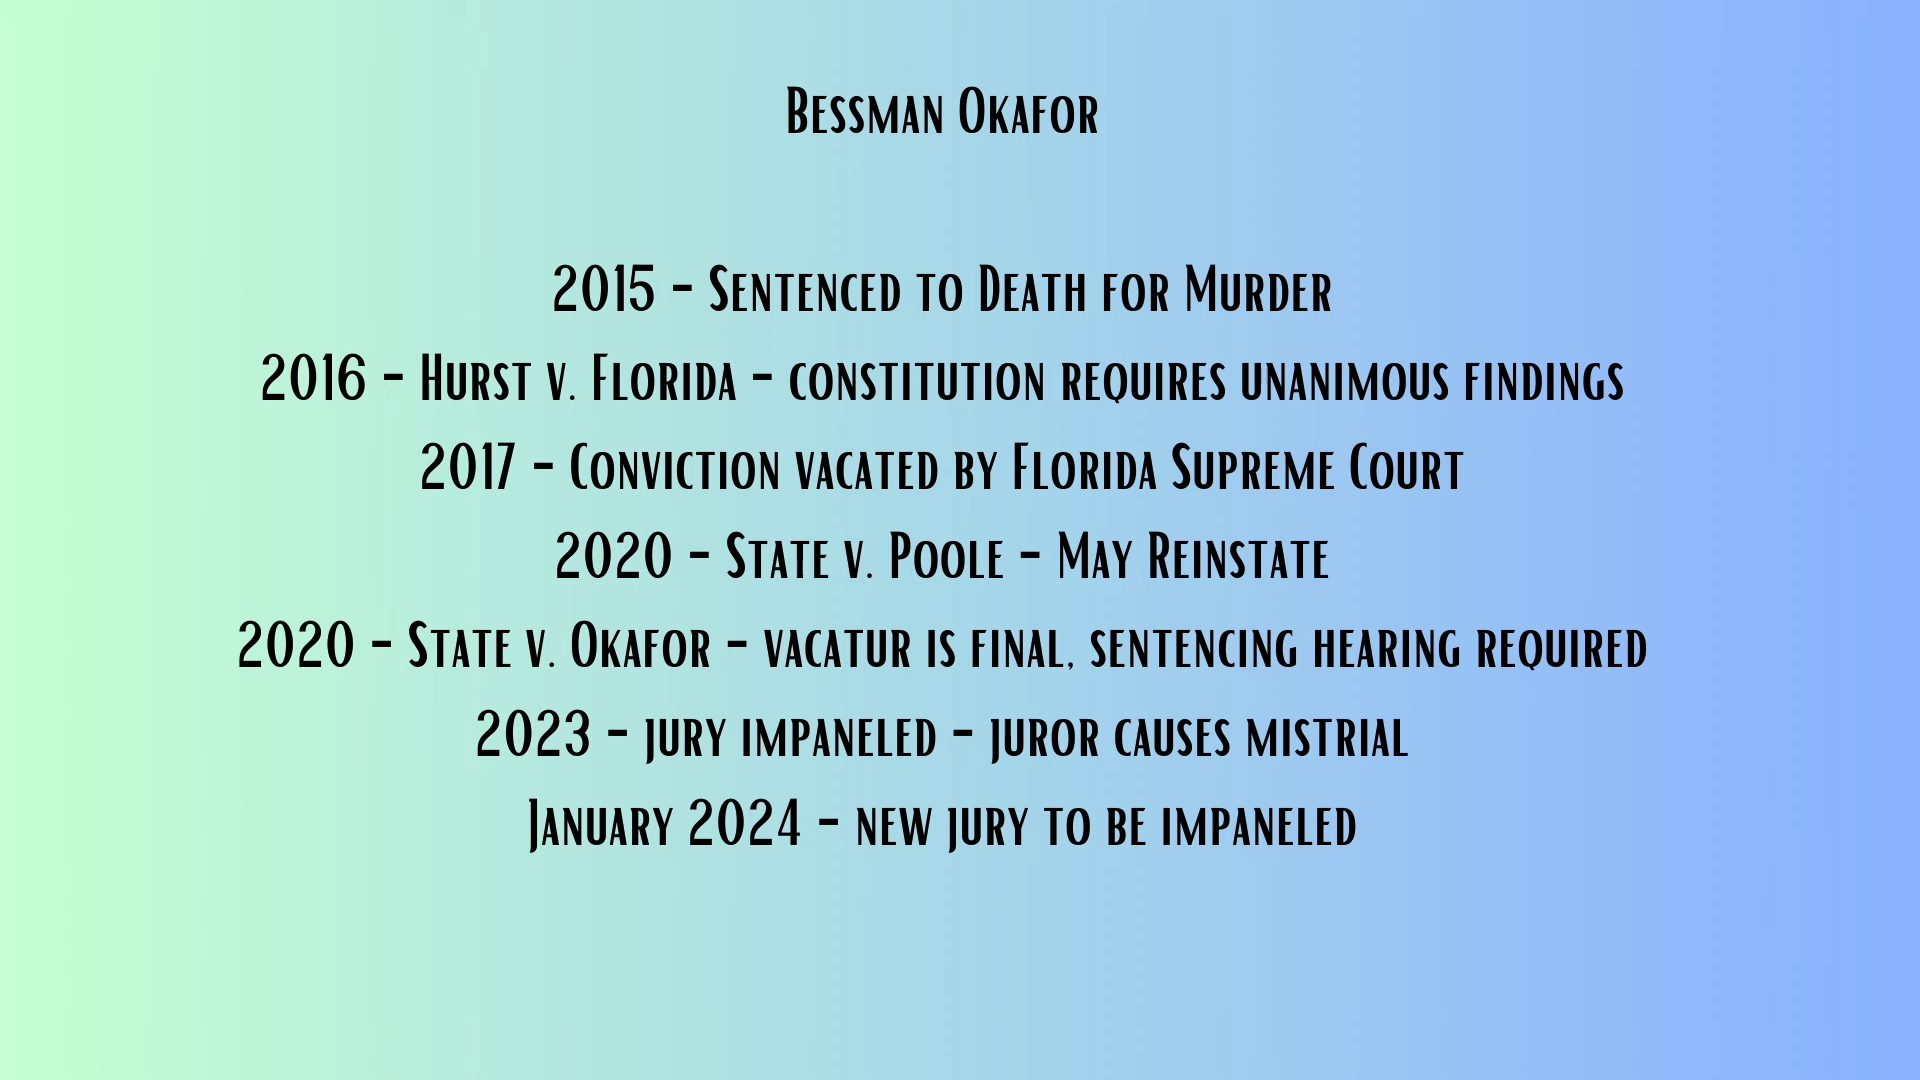 Bessman Okafor
2015 - Sentenced to Death for Murder
2016 - Hurst v. Florida - constitution requires unanimous findings
2017 - Conviction vacated by Florida Supreme Court
2020 - State v. Poole - May Reinstate
2020 - State v. Okafor - vacatur is final, sentencing hearing required
2023 - jury impaneled - juror causes mistrial
January 2024 - new jury to be impaneled